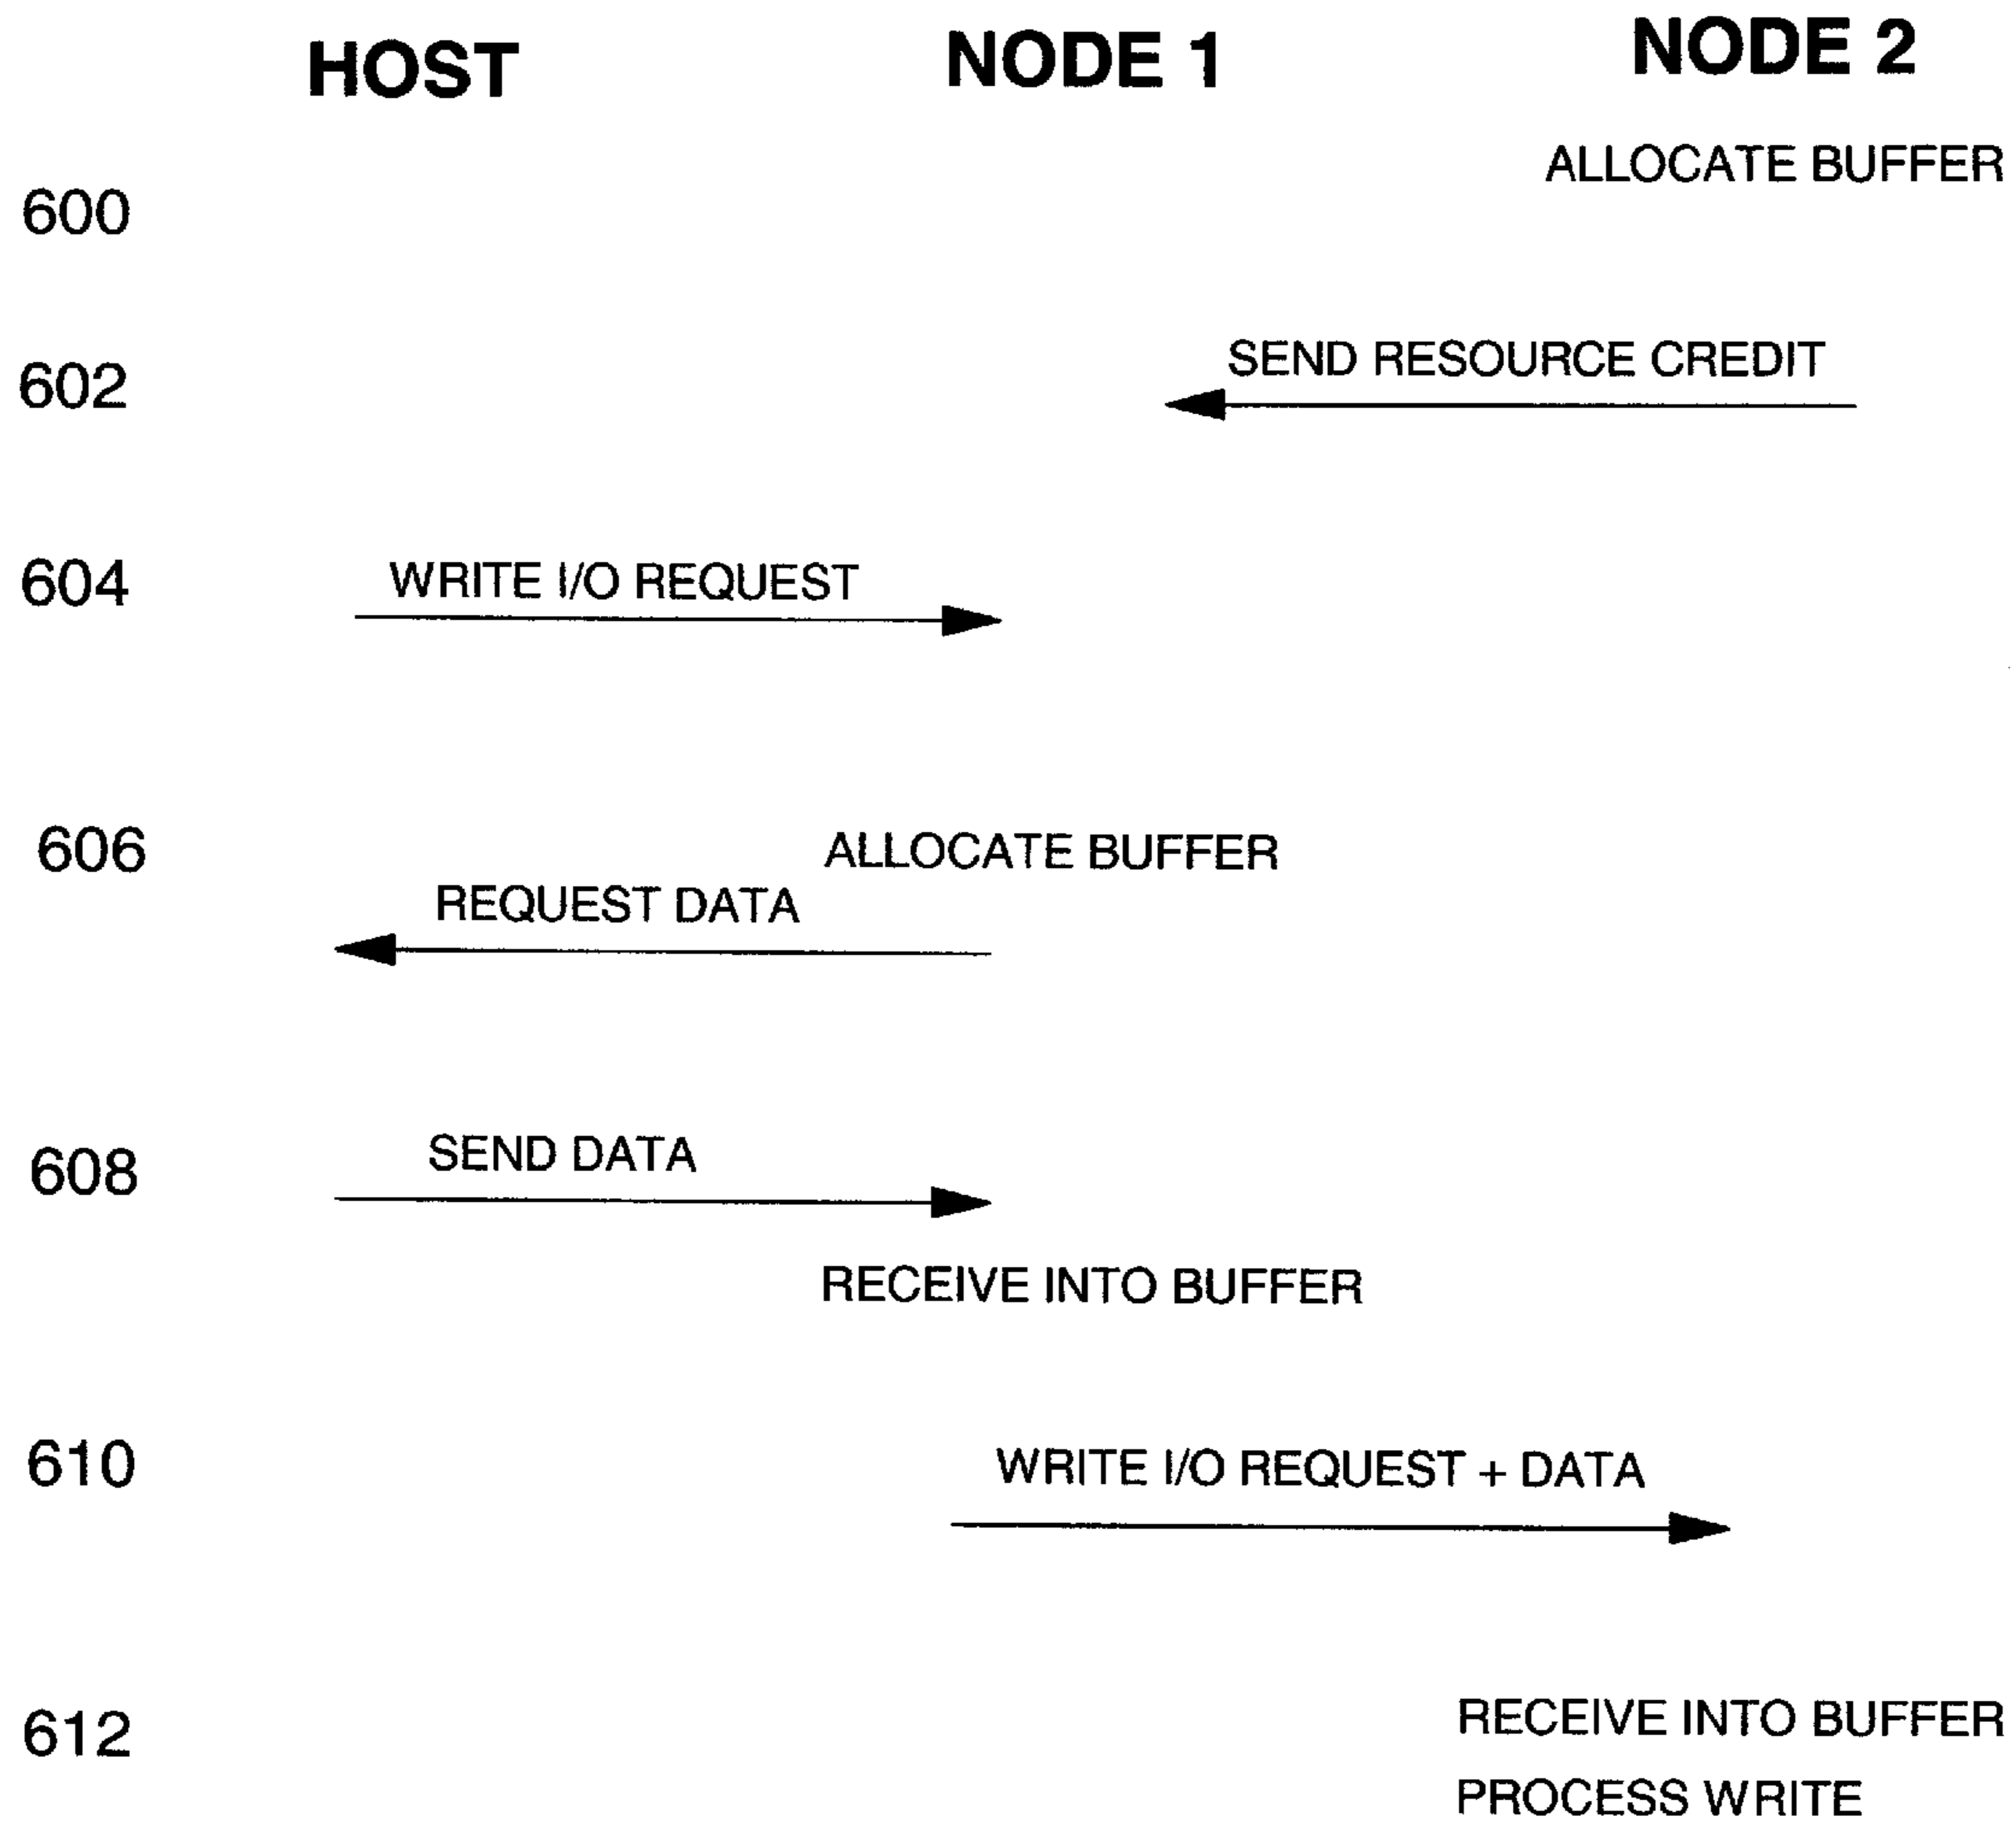 HOST NODE 1 NODE 2
ALLOCATE BUFFER
600
SEND RESOURCE CREDIT
602
604 WRITE I/O REQUEST
606 ALLOCATE BUFFER
REQUEST DATA
608 SEND DATA
RECEIVE INTO BUFFER
610 WRITE I/O REQUEST + DATA
612 RECEIVE INTO BUFFER
PROCESS WRITE